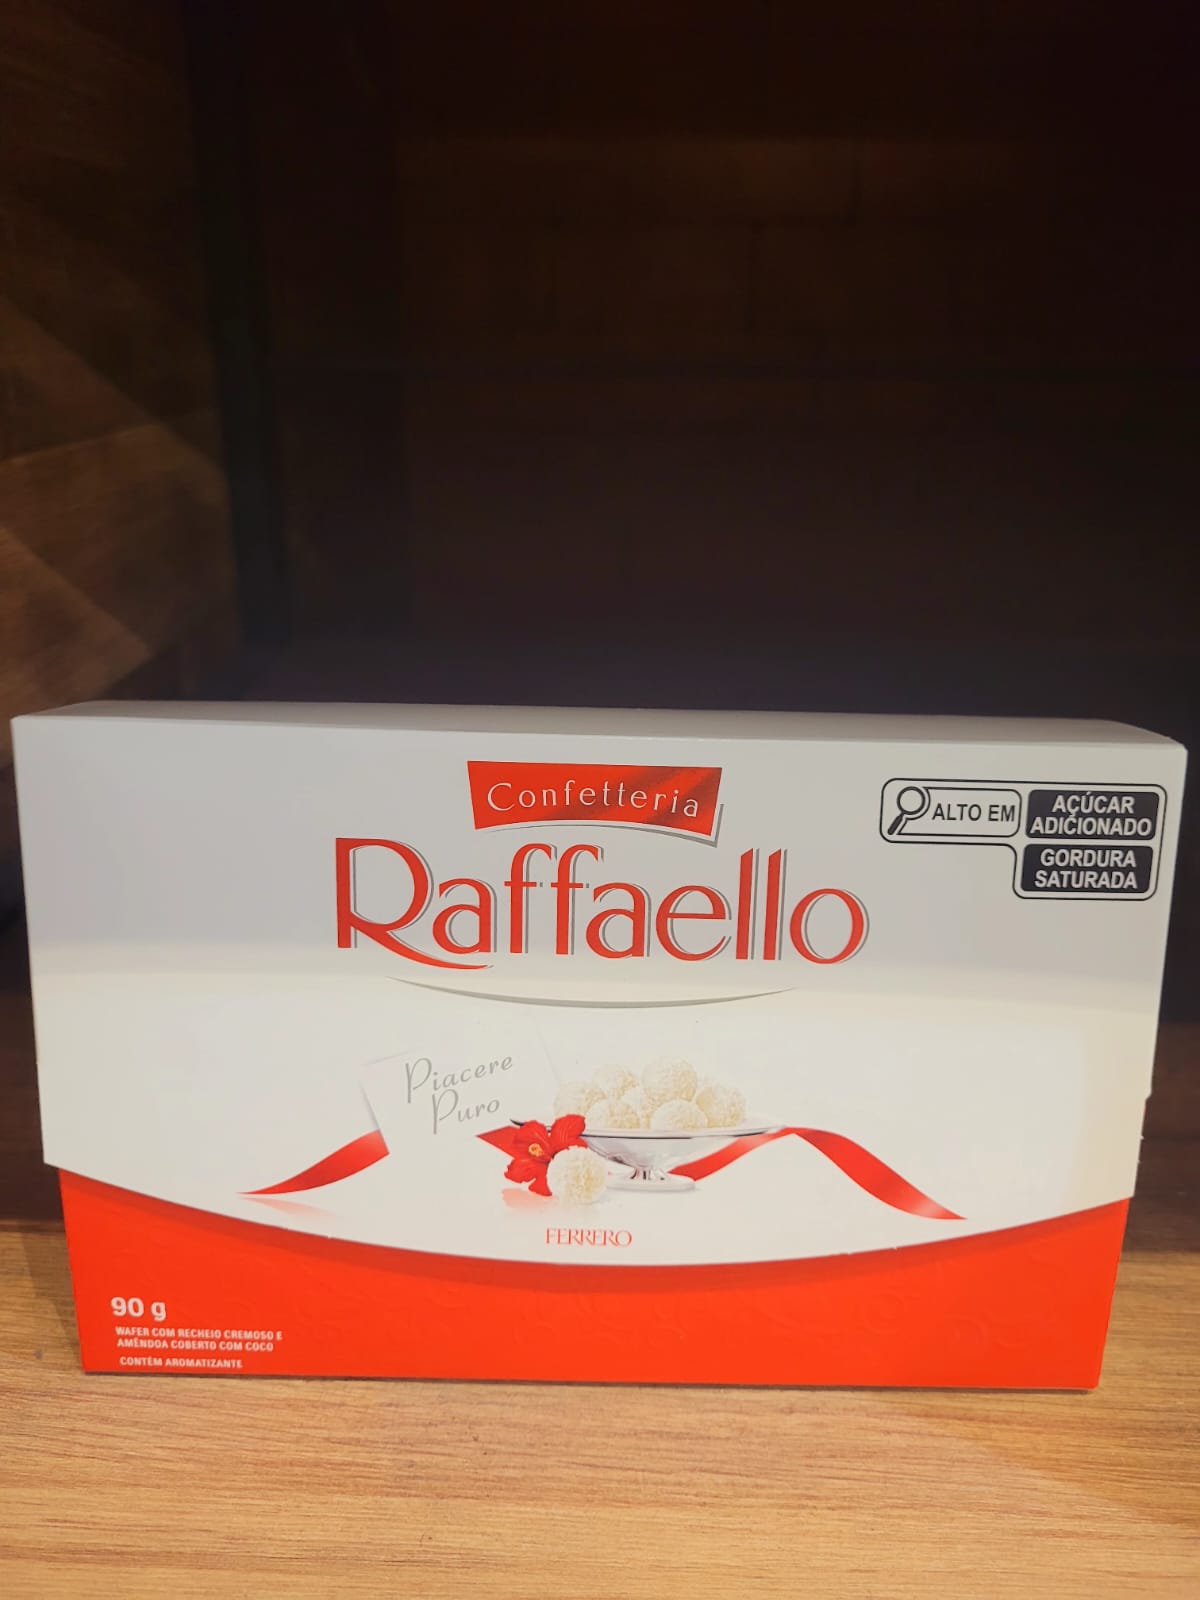 Confetteria
Raffaello
ALTO EM
AÇÚCAR
ADICIONADO
GORDURA
SATURADA
Piacere
Puro
FERRERO
90 g
WAFER COM RECHEIO CREMOSO E
AMÊNDOA COBERTO COM COCO
CONTÉM AROMATIZANTE